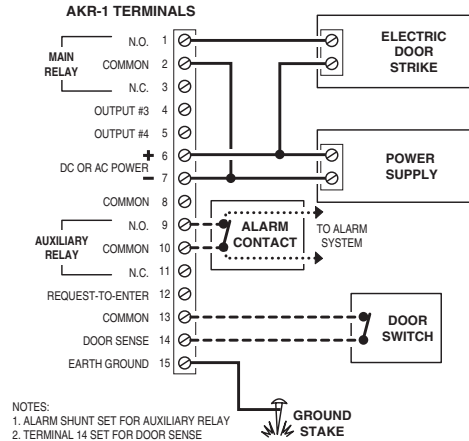 AKR-1 TERMINALS
MAIN
RELAY
N.O. 1
COMMON 2
N.C. 3
OUTPUT #3 4
OUTPUT #4 5
+ 6
DC OR AC POWER
– 7
COMMON 8
AUXILIARY
RELAY
N.O. 9
COMMON 10
N.C. 11
REQUEST-TO-ENTER 12
COMMON 13
DOOR SENSE 14
EARTH GROUND 15
ELECTRIC
DOOR
STRIKE
POWER
SUPPLY
ALARM
CONTACT
TO ALARM
SYSTEM
DOOR
SWITCH
GROUND
STAKE
NOTES:
1. ALARM SHUNT SET FOR AUXILIARY RELAY
2. TERMINAL 14 SET FOR DOOR SENSE